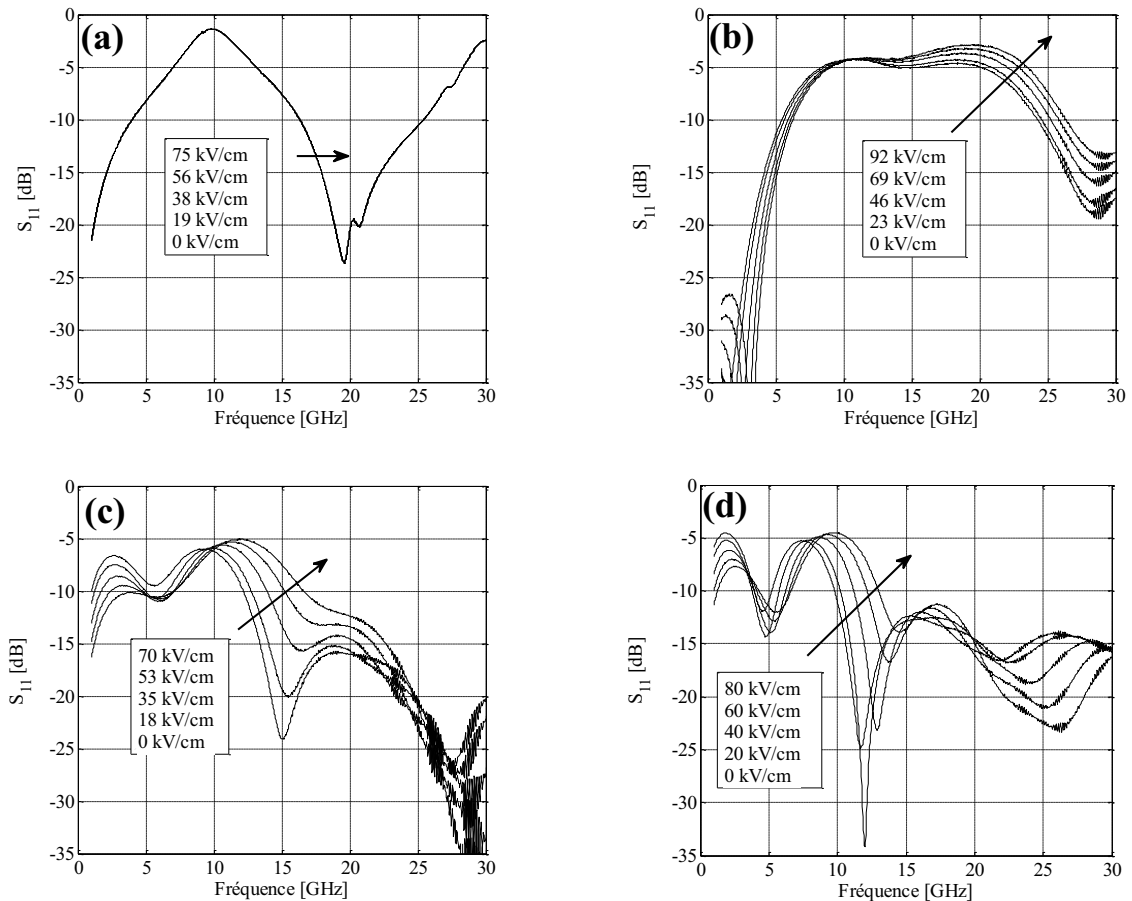 (a)
0
-5
-10
-15
-20
-25
-30
-35
S11 [dB]
75 kV/cm
56 kV/cm
38 kV/cm
19 kV/cm
0 kV/cm
0 5 10 15 20 25 30
Fréquence [GHz]
(b)
0
-5
-10
-15
-20
-25
-30
-35
S11 [dB]
92 kV/cm
69 kV/cm
46 kV/cm
23 kV/cm
0 kV/cm
0 5 10 15 20 25 30
Fréquence [GHz]
(c)
0
-5
-10
-15
-20
-25
-30
-35
S11 [dB]
70 kV/cm
53 kV/cm
35 kV/cm
18 kV/cm
0 kV/cm
0 5 10 15 20 25 30
Fréquence [GHz]
(d)
0
-5
-10
-15
-20
-25
-30
-35
S11 [dB]
80 kV/cm
60 kV/cm
40 kV/cm
20 kV/cm
0 kV/cm
0 5 10 15 20 25 30
Fréquence [GHz]